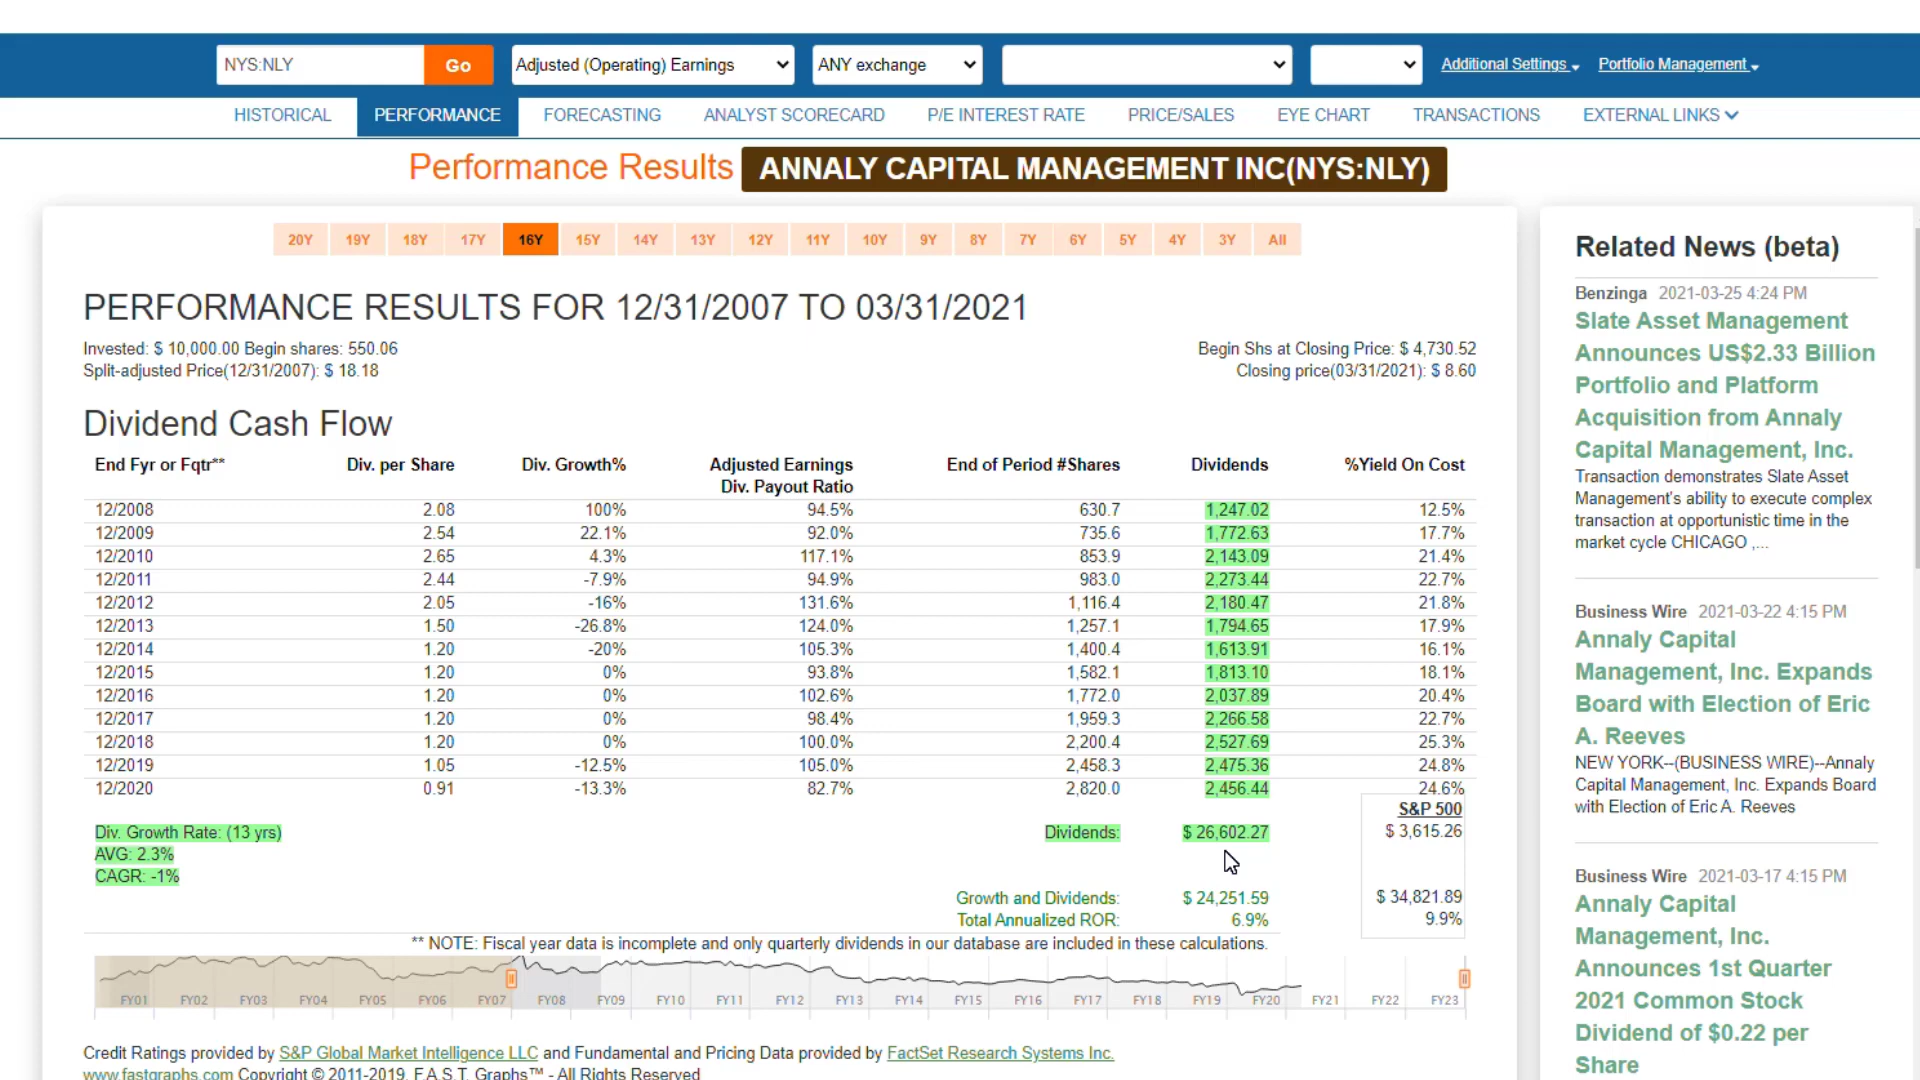 NYS:NLY Go Adjusted (Operating) Earnings ANY exchange Additional Settings Portfolio Management
HISTORICAL PERFORMANCE FORECASTING ANALYST SCORECARD P/E INTEREST RATE PRICE/SALES EYE CHART TRANSACTIONS EXTERNAL LINKS
Performance Results ANNALY CAPITAL MANAGEMENT INC(NYS:NLY)
20Y 19Y 18Y 17Y 16Y 15Y 14Y 13Y 12Y 11Y 10Y 9Y 8Y 7Y 6Y 5Y 4Y 3Y All
PERFORMANCE RESULTS FOR 12/31/2007 TO 03/31/2021
Invested: $ 10,000.00 Begin shares: 550.06 Begin Shs at Closing Price: $ 4,730.52
Split-adjusted Price(12/31/2007): $ 18.18 Closing price(03/31/2021): $ 8.60
Dividend Cash Flow
End Fyr or Fqtr** Div. per Share Div. Growth% Adjusted Earnings End of Period #Shares Dividends %Yield On Cost
Div. Payout Ratio
12/2008 2.08 100% 94.5% 630.7 1,247.02 12.5%
12/2009 2.54 22.1% 92.0% 735.6 1,772.63 17.7%
12/2010 2.65 4.3% 117.1% 853.9 2,143.09 21.4%
12/2011 2.44 -7.9% 94.9% 983.0 2,273.44 22.7%
12/2012 2.05 -16% 131.6% 1,116.4 2,180.47 21.8%
12/2013 1.50 -26.8% 124.0% 1,257.1 1,794.65 17.9%
12/2014 1.20 -20% 105.3% 1,400.4 1,613.91 16.1%
12/2015 1.20 0% 93.8% 1,582.1 1,813.10 18.1%
12/2016 1.20 0% 102.6% 1,772.0 2,037.89 20.4%
12/2017 1.20 0% 98.4% 1,959.3 2,266.58 22.7%
12/2018 1.20 0% 100.0% 2,200.4 2,527.69 25.3%
12/2019 1.05 -12.5% 105.0% 2,458.3 2,475.36 24.8%
12/2020 0.91 -13.3% 82.7% 2,820.0 2,456.44 24.6%
S&P 500
Div. Growth Rate: (13 yrs) Dividends: $ 26,602.27 $ 3,615.26
AVG: 2.3%
CAGR: -1%
Growth and Dividends: $ 24,251.59 $ 34,821.89
Total Annualized ROR: 6.9% 9.9%
** NOTE: Fiscal year data is incomplete and only quarterly dividends in our database are included in these calculations.
FY01 FY02 FY03 FY04 FY05 FY06 FY07 FY08 FY09 FY10 FY11 FY12 FY13 FY14 FY15 FY16 FY17 FY18 FY19 FY20 FY21 FY22 FY23
Credit Ratings provided by S&P Global Market Intelligence LLC and Fundamental and Pricing Data provided by FactSet Research Systems Inc.
www.fastgraphs.com Copyright © 2011-2019, F.A.S.T. Graphs™ - All Rights Reserved
Related News (beta)
Benzinga 2021-03-25 4:24 PM
Slate Asset Management
Announces US$2.33 Billion
Portfolio and Platform
Acquisition from Annaly
Capital Management, Inc.
Transaction demonstrates Slate Asset
Management's ability to execute complex
transaction at opportunistic time in the
market cycle CHICAGO ,...
Business Wire 2021-03-22 4:15 PM
Annaly Capital
Management, Inc. Expands
Board with Election of Eric
A. Reeves
NEW YORK--(BUSINESS WIRE)--Annaly
Capital Management, Inc. Expands Board
with Election of Eric A. Reeves
Business Wire 2021-03-17 4:15 PM
Annaly Capital
Management, Inc.
Announces 1st Quarter
2021 Common Stock
Dividend of $0.22 per
Share